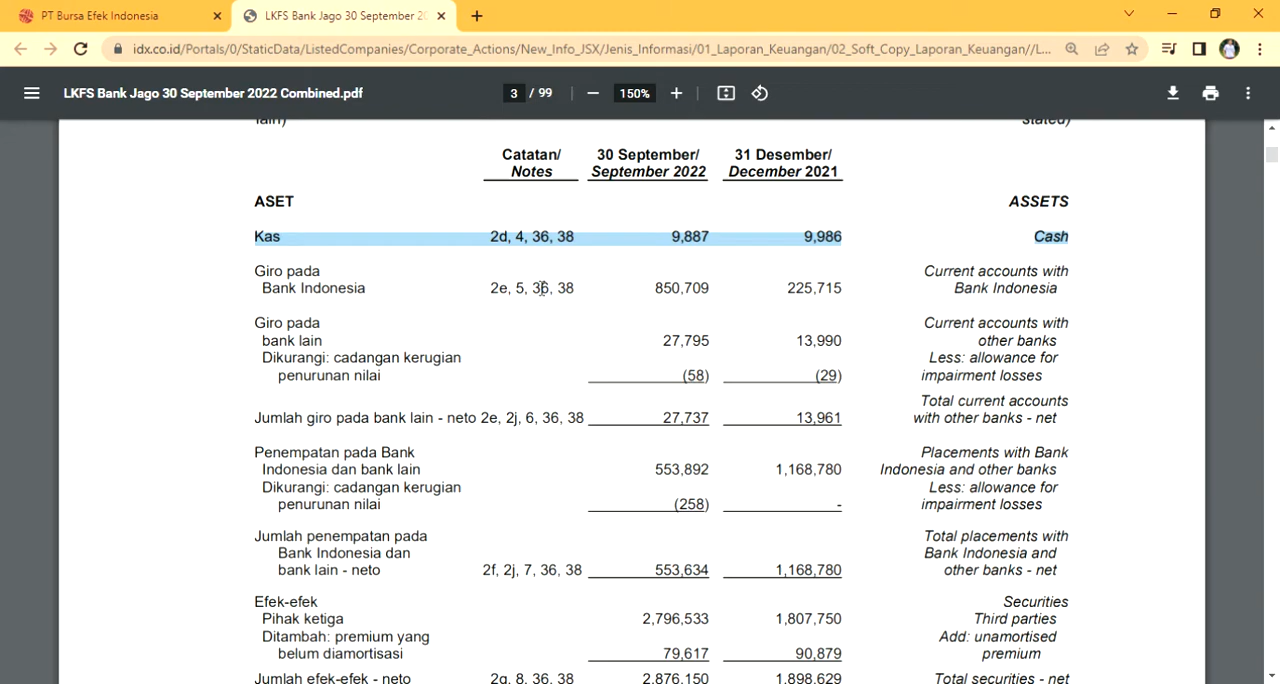 PT Bursa Efek Indonesia
LKFS Bank Jago 30 September 20
idx.co.id/Portals/0/StaticData/ListedCompanies/Corporate_Actions/New_Info_JSX/Jenis_Informasi/01_Laporan_Keuangan/02_Soft_Copy_Laporan_Keuangan//L...
LKFS Bank Jago 30 September 2022 Combined.pdf 3 / 99 150%
lain) stated)
Catatan/ 30 September/ 31 Desember/
Notes September 2022 December 2021
ASET ASSETS
Kas 2d, 4, 36, 38 9,887 9,986 Cash
Giro pada Current accounts with
Bank Indonesia 2e, 5, 36, 38 850,709 225,715 Bank Indonesia
Giro pada Current accounts with
bank lain 27,795 13,990 other banks
Dikurangi: cadangan kerugian Less: allowance for
penurunan nilai (58) (29) impairment losses
Total current accounts
Jumlah giro pada bank lain - neto 2e, 2j, 6, 36, 38 27,737 13,961 with other banks - net
Penempatan pada Bank Placements with Bank
Indonesia dan bank lain 553,892 1,168,780 Indonesia and other banks
Dikurangi: cadangan kerugian Less: allowance for
penurunan nilai (258) - impairment losses
Jumlah penempatan pada Total placements with
Bank Indonesia dan Bank Indonesia and
bank lain - neto 2f, 2j, 7, 36, 38 553,634 1,168,780 other banks - net
Efek-efek Securities
Pihak ketiga 2,796,533 1,807,750 Third parties
Ditambah: premium yang Add: unamortised
belum diamortisasi 79,617 90,879 premium
Jumlah efek-efek - neto 2g, 8, 36, 38 2,876,150 1,898,629 Total securities - net